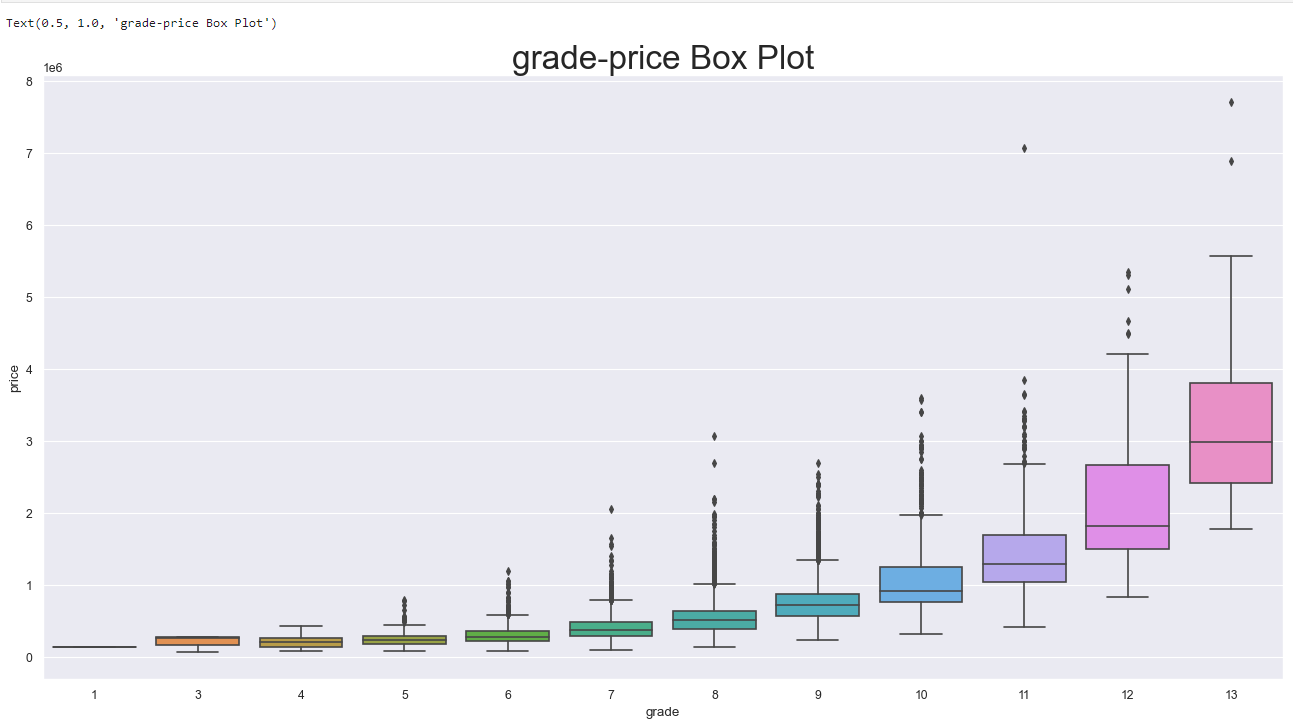 Text(0.5, 1.0, 'grade-price Box Plot')
grade-price Box Plot
1e6
8
7
6
5
4
3
2
1
0
price
1 3 4 5 6 7 8 9 10 11 12 13
grade